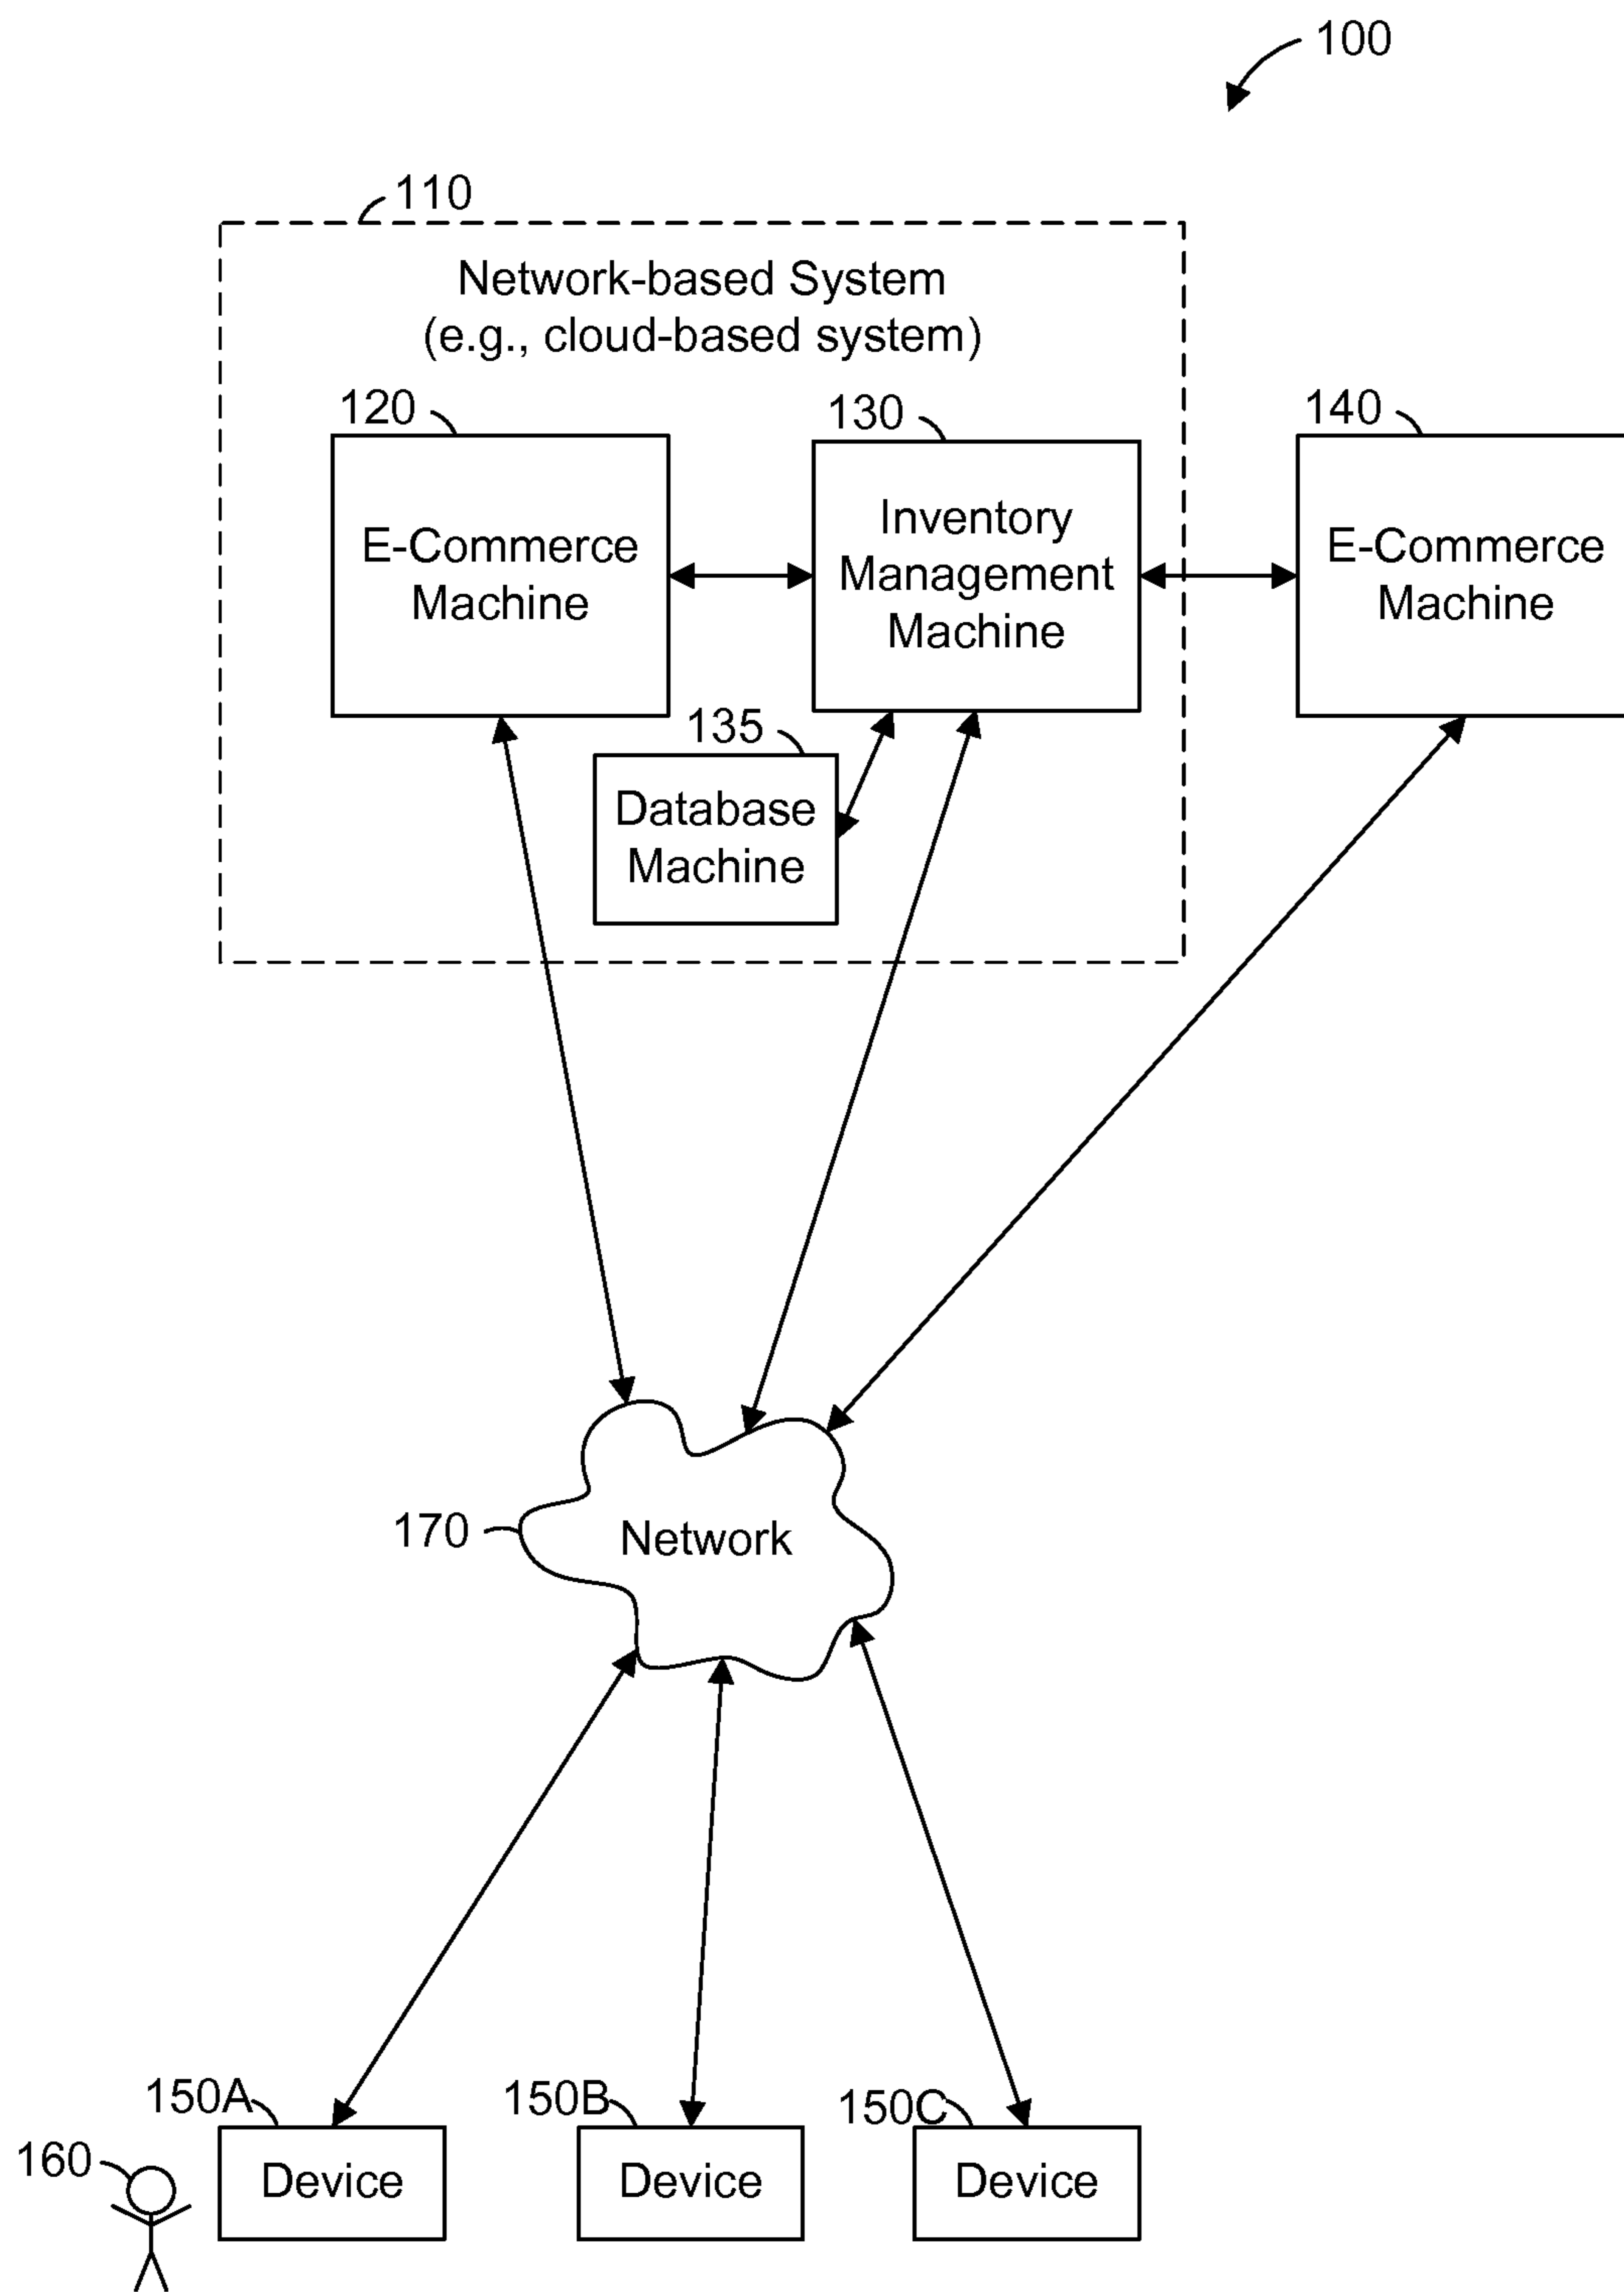 100
110
Network-based System
(e.g., cloud-based system)
120
130
140
E-Commerce
Machine
Inventory
Management
Machine
E-Commerce
Machine
135
Database
Machine
170
Network
150A
150B
150C
160
Device
Device
Device